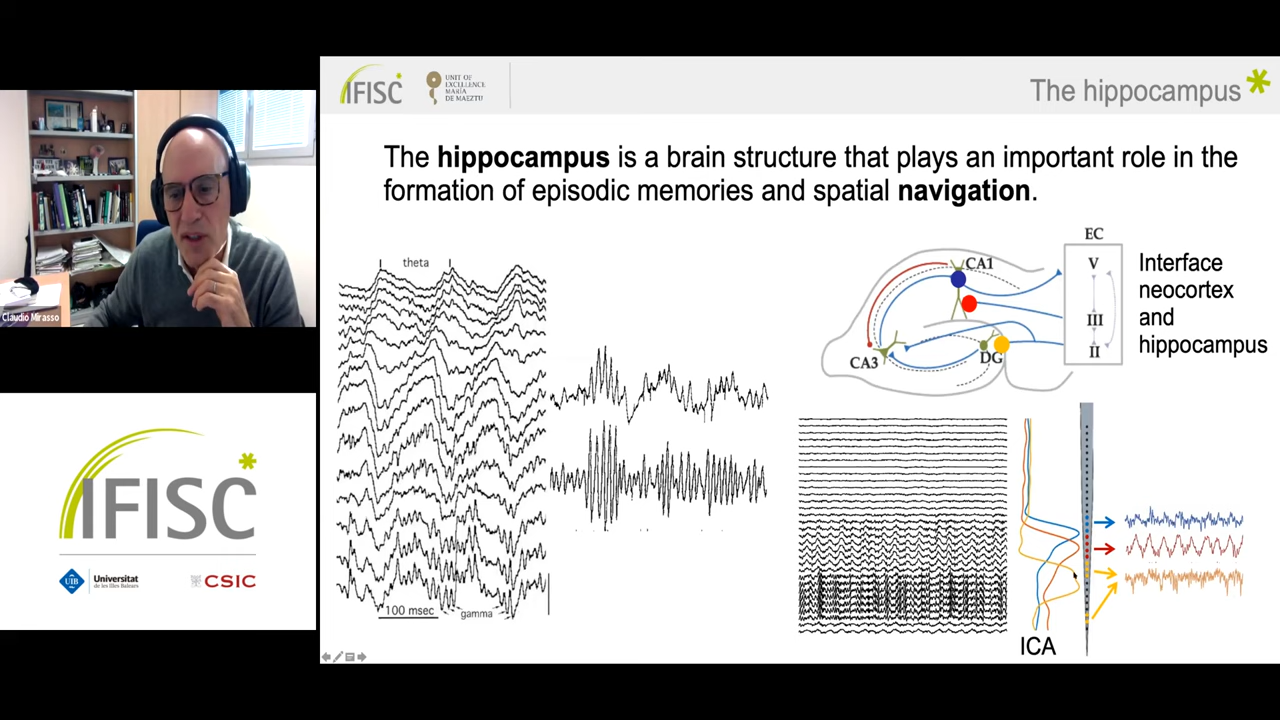 IFISC
UNIT OF
EXCELLENCE
MARÍA
DE MAEZTU
The hippocampus
The hippocampus is a brain structure that plays an important role in the
formation of episodic memories and spatial navigation.
Claudio Mirasso
theta
100 msec
gamma
EC
V
III
II
CA1
CA3
DG
Interface
neocortex
and
hippocampus
ICA
IFISC
UIB
Universitat
de les Illes Balears
CSIC